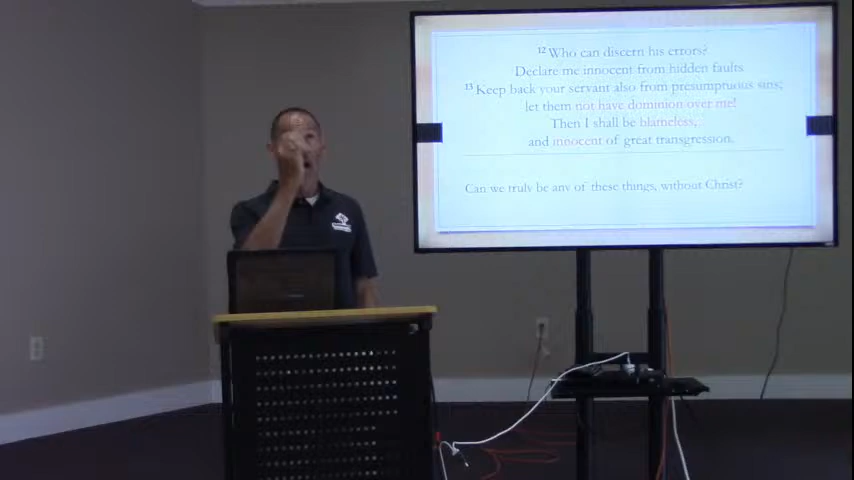 12 Who can discern his errors?
Declare me innocent from hidden faults.
13 Keep back your servant also from presumptuous sins;
let them not have dominion over me!
Then I shall be blameless,
and innocent of great transgression.
Can we truly be any of these things, without Christ?